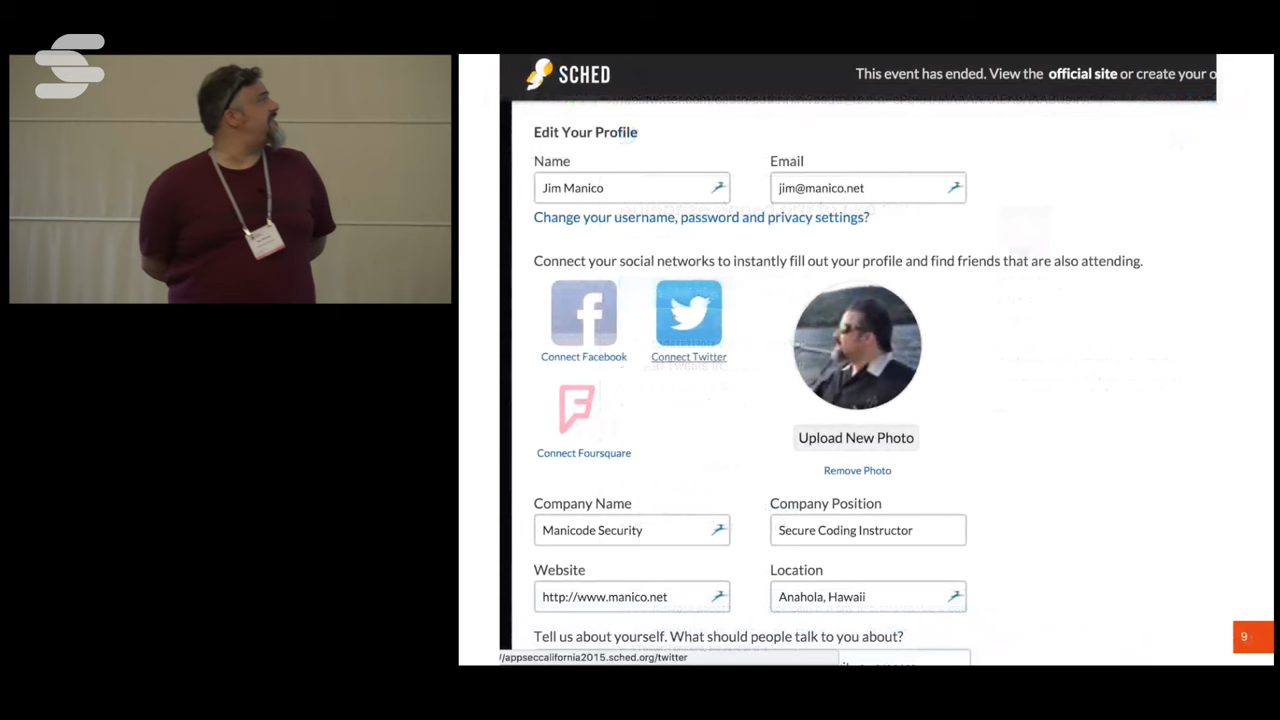 SCHED
This event has ended. View the official site or create your o
Edit Your Profile
Name
Email
Jim Manico
jim@manico.net
Change your username, password and privacy settings?
Connect your social networks to instantly fill out your profile and find friends that are also attending.
Connect Facebook
Connect Twitter
Connect Foursquare
Upload New Photo
Remove Photo
Company Name
Company Position
Manicode Security
Secure Coding Instructor
Website
Location
http://www.manico.net
Anahola, Hawaii
Tell us about yourself. What should people talk to you about?
/appseccalifornia2015.sched.org/twitter
9